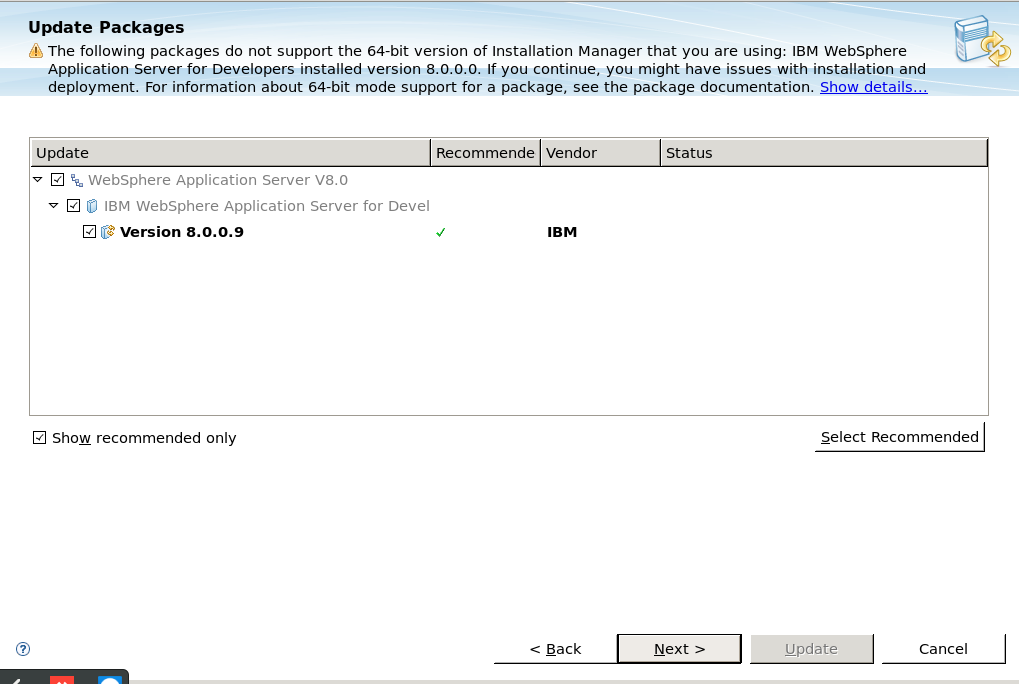 Update Packages
The following packages do not support the 64-bit version of Installation Manager that you are using: IBM WebSphere
Application Server for Developers installed version 8.0.0.0. If you continue, you might have issues with installation and
deployment. For information about 64-bit mode support for a package, see the package documentation. Show details...
Update Recommende Vendor Status
WebSphere Application Server V8.0
IBM WebSphere Application Server for Devel
Version 8.0.0.9 IBM
Show recommended only
Select Recommended
< Back Next > Update Cancel